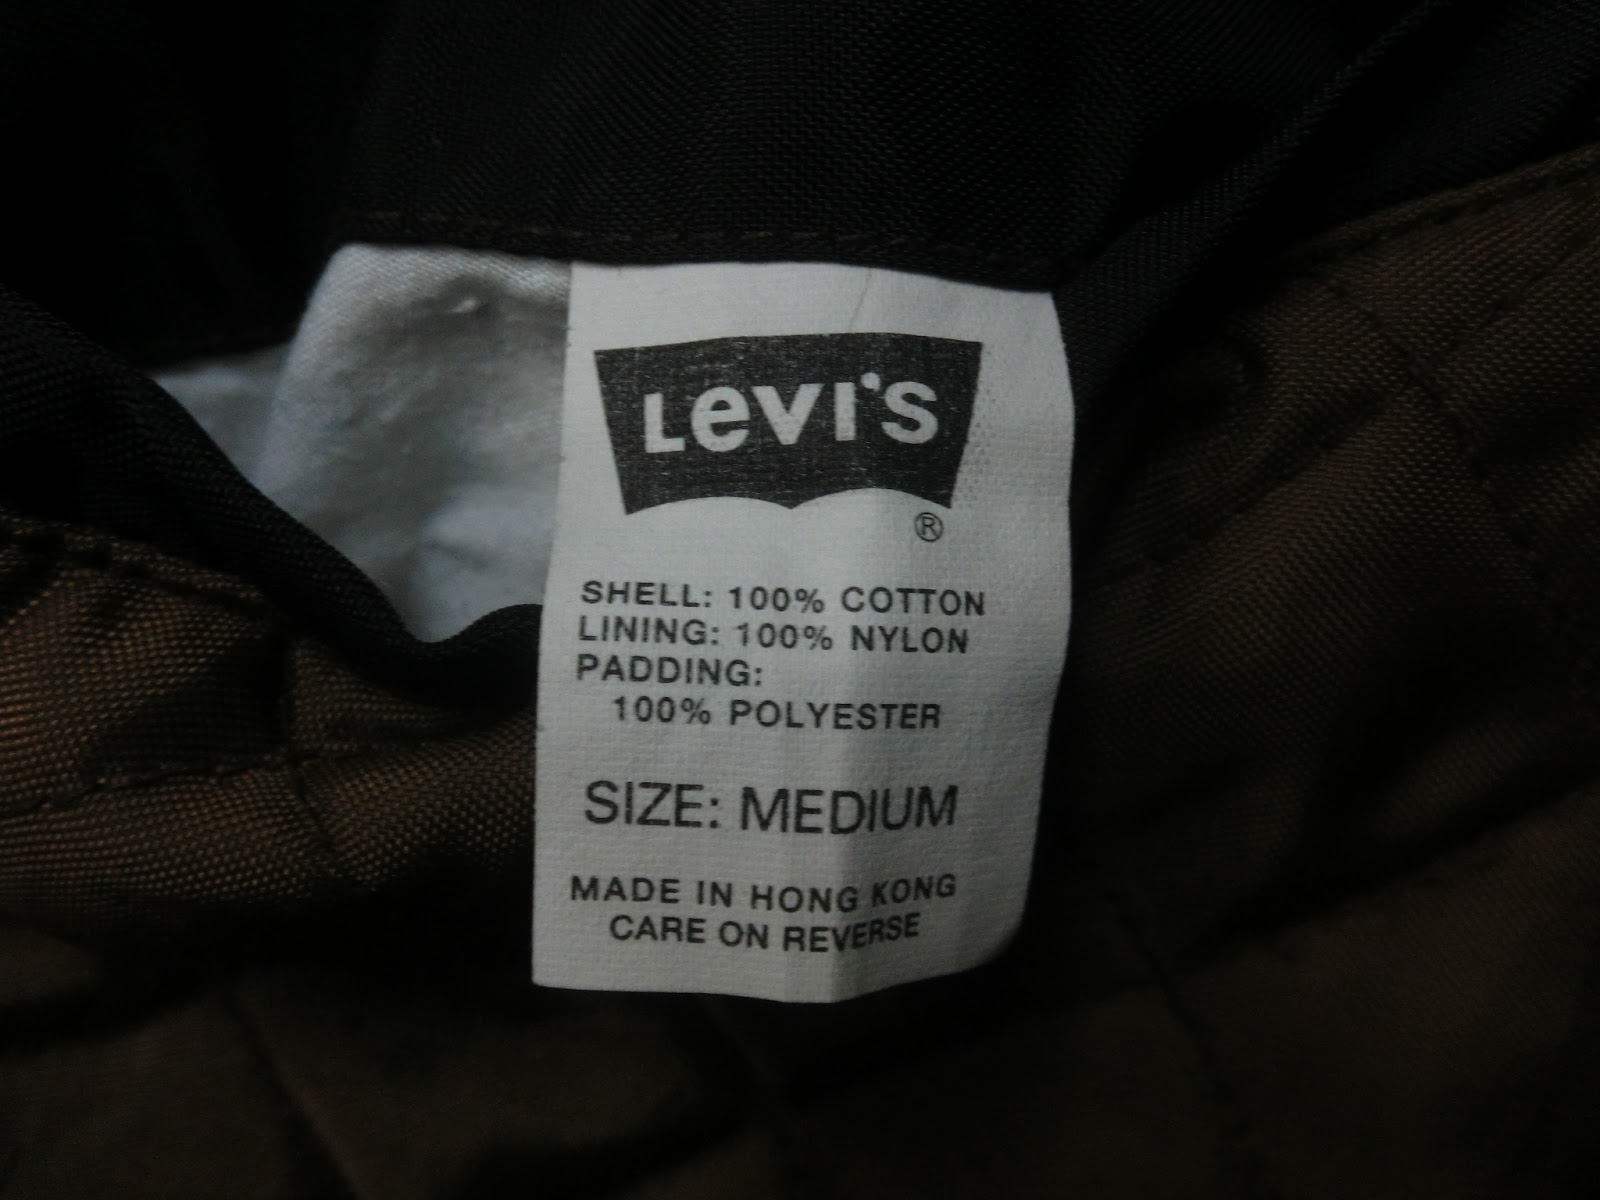 LEVI'S
®
SHELL: 100% COTTON
LINING: 100% NYLON
PADDING:
100% POLYESTER
SIZE: MEDIUM
MADE IN HONG KONG
CARE ON REVERSE